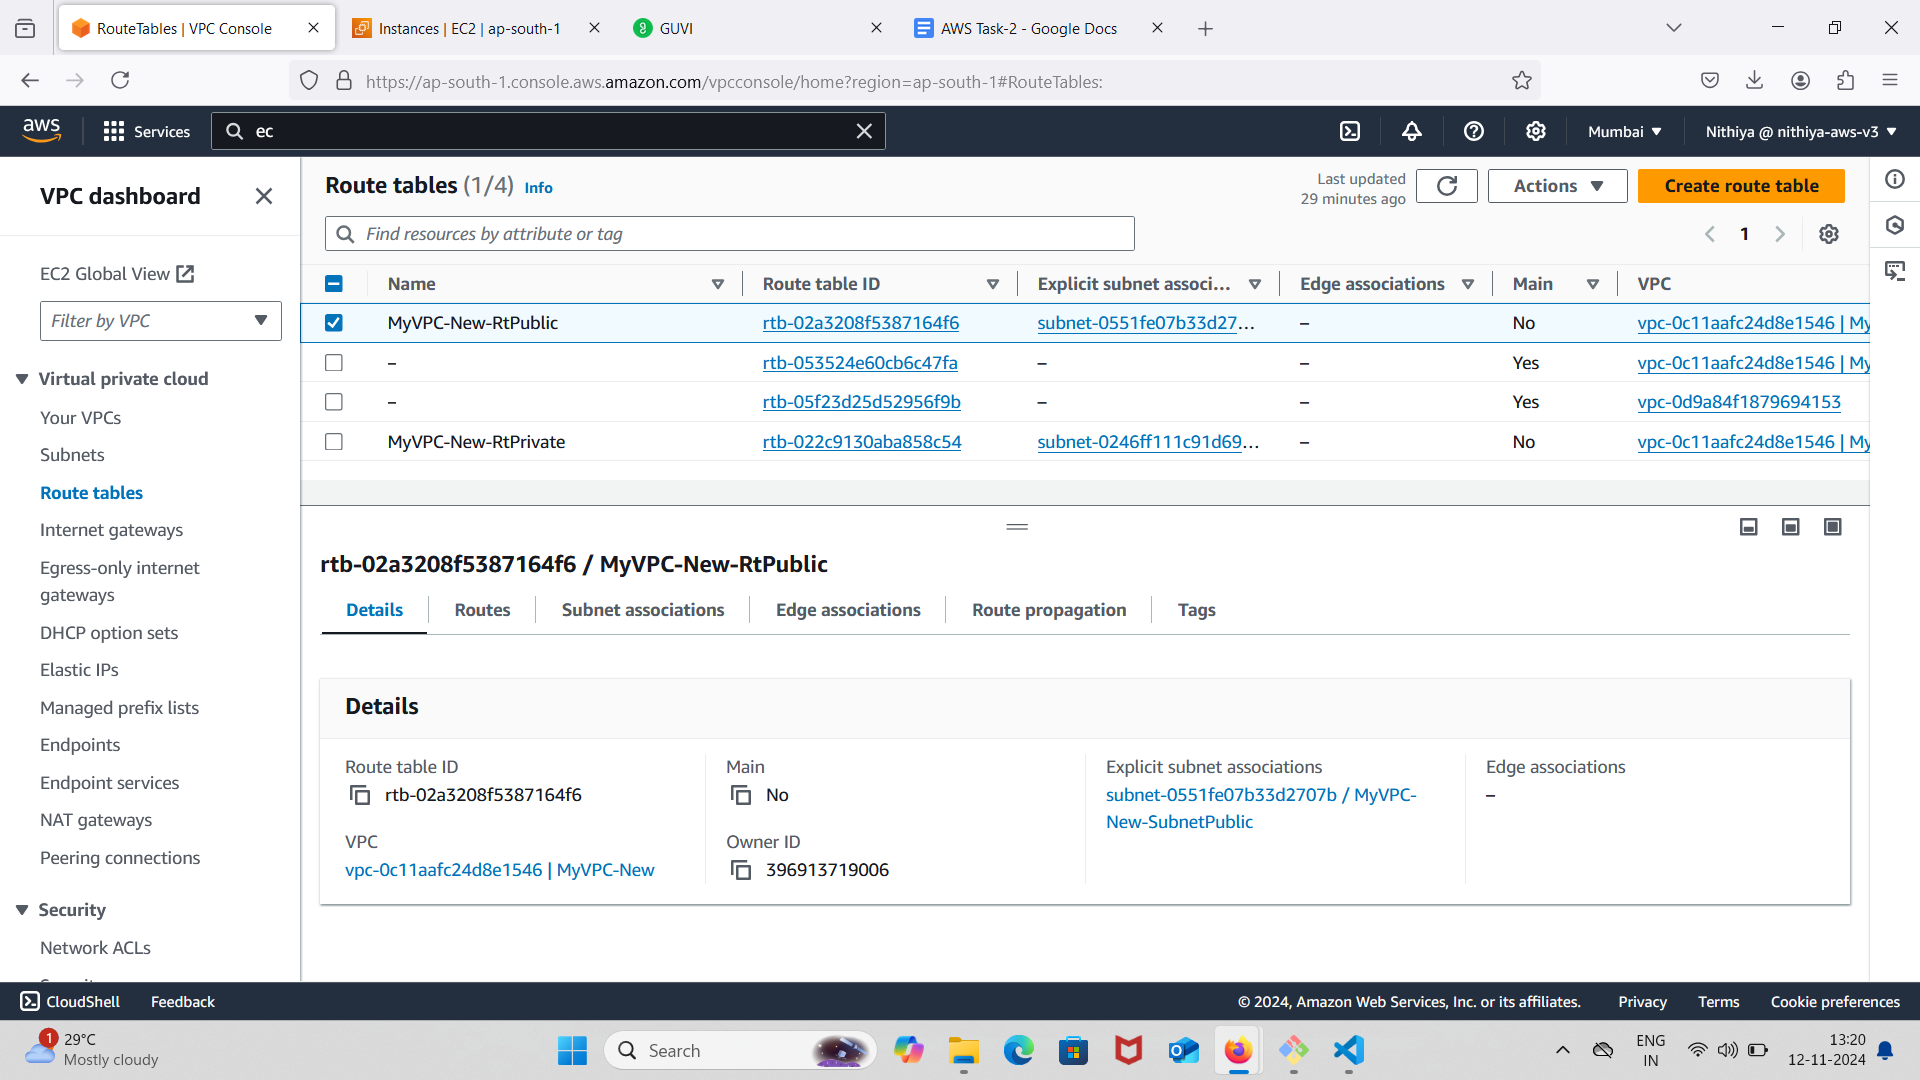 RouteTables | VPC Console
Instances | EC2 | ap-south-1
GUVI
AWS Task-2 - Google Docs
https://ap-south-1.console.aws.amazon.com/vpcconsole/home?region=ap-south-1#RouteTables:
aws
Services
ec
Mumbai
Nithiya @ nithiya-aws-v3
VPC dashboard
EC2 Global View
Filter by VPC
Virtual private cloud
Your VPCs
Subnets
Route tables
Internet gateways
Egress-only internet
gateways
DHCP option sets
Elastic IPs
Managed prefix lists
Endpoints
Endpoint services
NAT gateways
Peering connections
Security
Network ACLs
Route tables (1/4) Info
Last updated
29 minutes ago
Actions
Create route table
Find resources by attribute or tag
1
Name Route table ID Explicit subnet associ... Edge associations Main VPC
MyVPC-New-RtPublic rtb-02a3208f5387164f6 subnet-0551fe07b33d27... – No vpc-0c11aafc24d8e1546 | My
– rtb-053524e60cb6c47fa – – Yes vpc-0c11aafc24d8e1546 | My
– rtb-05f23d25d52956f9b – – Yes vpc-0d9a84f1879694153
MyVPC-New-RtPrivate rtb-022c9130aba858c54 subnet-0246ff111c91d69... – No vpc-0c11aafc24d8e1546 | My
rtb-02a3208f5387164f6 / MyVPC-New-RtPublic
Details Routes Subnet associations Edge associations Route propagation Tags
Details
Route table ID
rtb-02a3208f5387164f6
VPC
vpc-0c11aafc24d8e1546 | MyVPC-New
Main
No
Owner ID
396913719006
Explicit subnet associations
subnet-0551fe07b33d2707b / MyVPC-
New-SubnetPublic
Edge associations
–
CloudShell Feedback
© 2024, Amazon Web Services, Inc. or its affiliates. Privacy Terms Cookie preferences
1
29°C
Mostly cloudy
Search
ENG
IN
13:20
12-11-2024